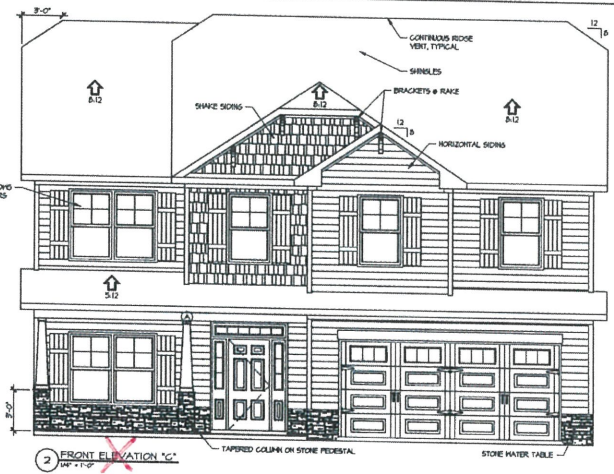 3'-0"
12
8
CONTINUOUS RIDGE
VENT, TYPICAL
SHINGLES
8:12
8:12
8:12
BRACKETS @ RAKE
SHAKE SIDING
12
8
HORIZONTAL SIDING
5:12
A
3'-0"
2
FRONT ELEVATION "C"
1/4" = 1'-0"
TAPERED COLUMN ON STONE PEDESTAL
STONE WATER TABLE